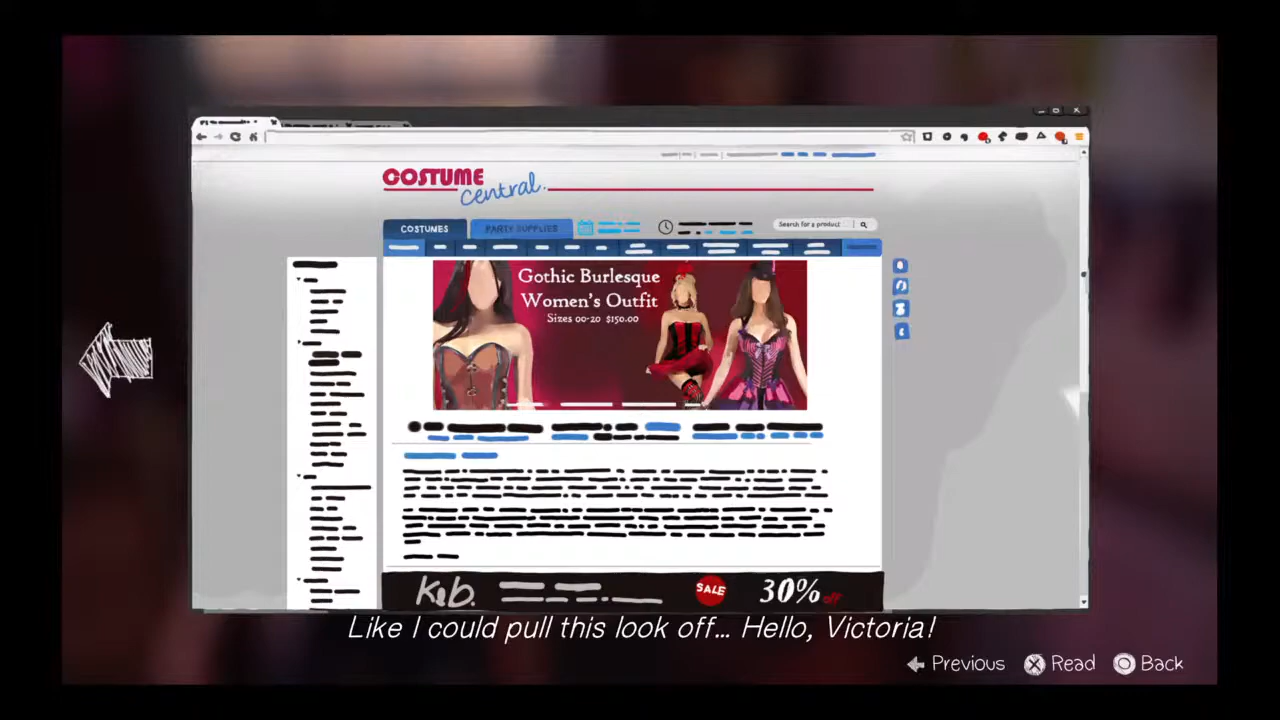 COSTUME
central.
COSTUMES
PARTY SUPPLIES
Search for a product
Gothic Burlesque
Women's Outfit
Sizes 00-20 $150.00
SALE
30% off
Like I could pull this look off... Hello, Victoria!
Previous
Read
Back